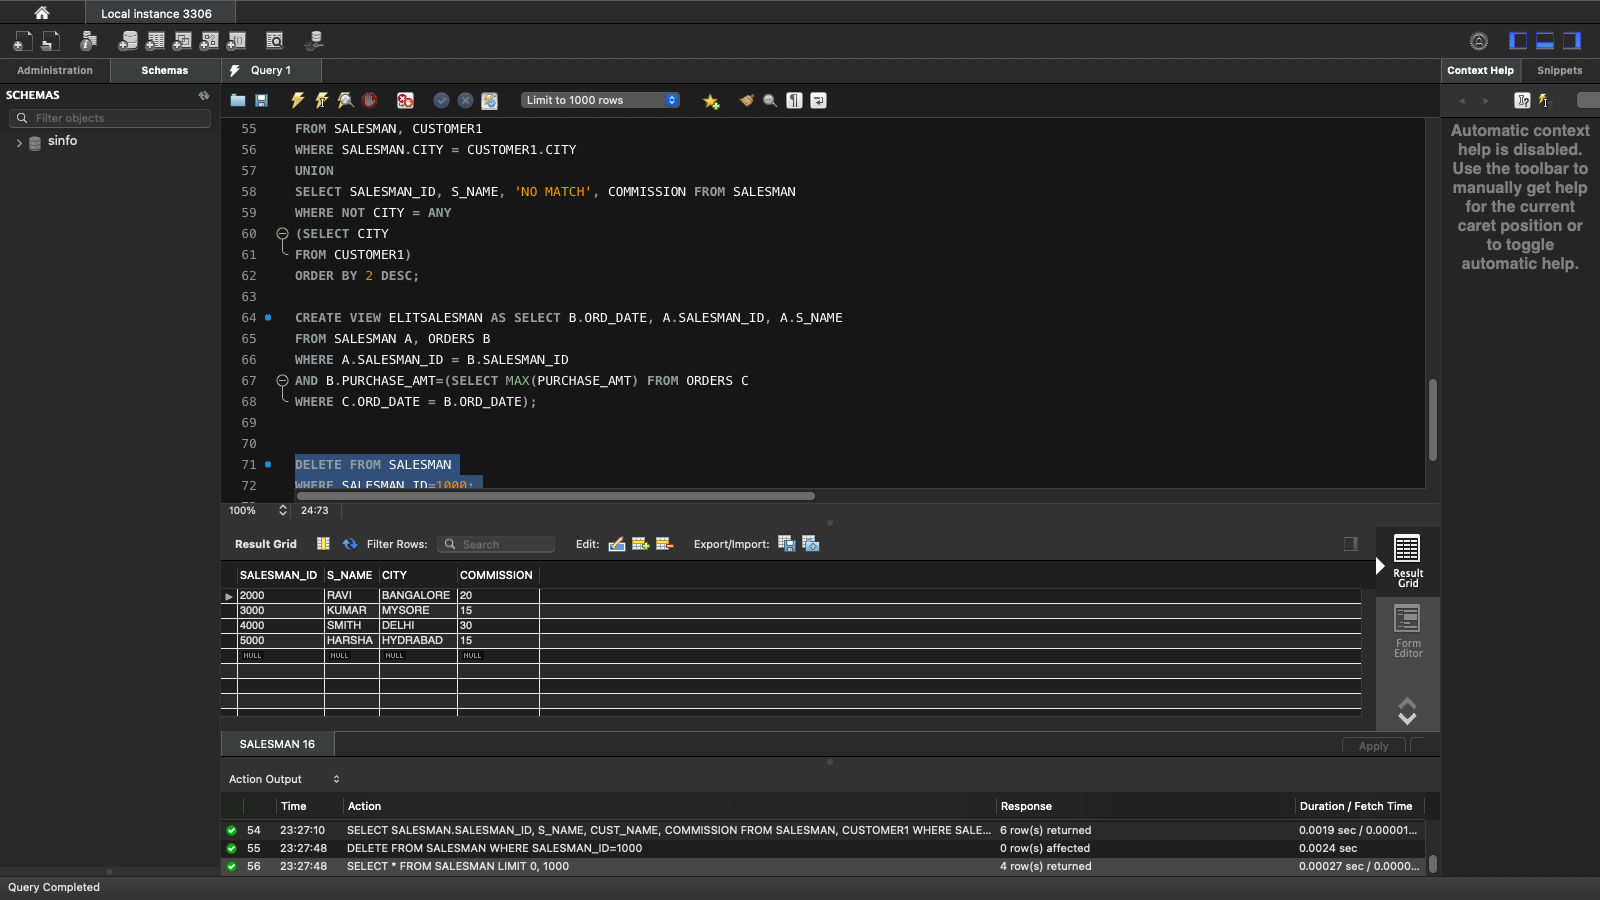 Local instance 3306
Administration
Schemas
Query 1
Context Help
Snippets
SCHEMAS
Filter objects
sinfo
Limit to 1000 rows
55 FROM SALESMAN, CUSTOMER1
56 WHERE SALESMAN.CITY = CUSTOMER1.CITY
57 UNION
58 SELECT SALESMAN_ID, S_NAME, 'NO MATCH', COMMISSION FROM SALESMAN
59 WHERE NOT CITY = ANY
60 (SELECT CITY
61 FROM CUSTOMER1)
62 ORDER BY 2 DESC;
63
64 CREATE VIEW ELITSALESMAN AS SELECT B.ORD_DATE, A.SALESMAN_ID, A.S_NAME
65 FROM SALESMAN A, ORDERS B
66 WHERE A.SALESMAN_ID = B.SALESMAN_ID
67 AND B.PURCHASE_AMT=(SELECT MAX(PURCHASE_AMT) FROM ORDERS C
68 WHERE C.ORD_DATE = B.ORD_DATE);
69
70
71 DELETE FROM SALESMAN
72 WHERE SALESMAN_ID=1000;
100% 24:73
Automatic context
help is disabled.
Use the toolbar to
manually get help
for the current
caret position or
to toggle
automatic help.
Result Grid Filter Rows: Search Edit: Export/Import:
SALESMAN_ID S_NAME CITY COMMISSION
2000 RAVI BANGALORE 20
3000 KUMAR MYSORE 15
4000 SMITH DELHI 30
5000 HARSHA HYDRABAD 15
NULL NULL NULL NULL
Result
Grid
Form
Editor
SALESMAN 16
Apply
Action Output
Time Action Response Duration / Fetch Time
54 23:27:10 SELECT SALESMAN.SALESMAN_ID, S_NAME, CUST_NAME, COMMISSION FROM SALESMAN, CUSTOMER1 WHERE SALE... 6 row(s) returned 0.0019 sec / 0.00001...
55 23:27:48 DELETE FROM SALESMAN WHERE SALESMAN_ID=1000 0 row(s) affected 0.0024 sec
56 23:27:48 SELECT * FROM SALESMAN LIMIT 0, 1000 4 row(s) returned 0.00027 sec / 0.0000...
Query Completed